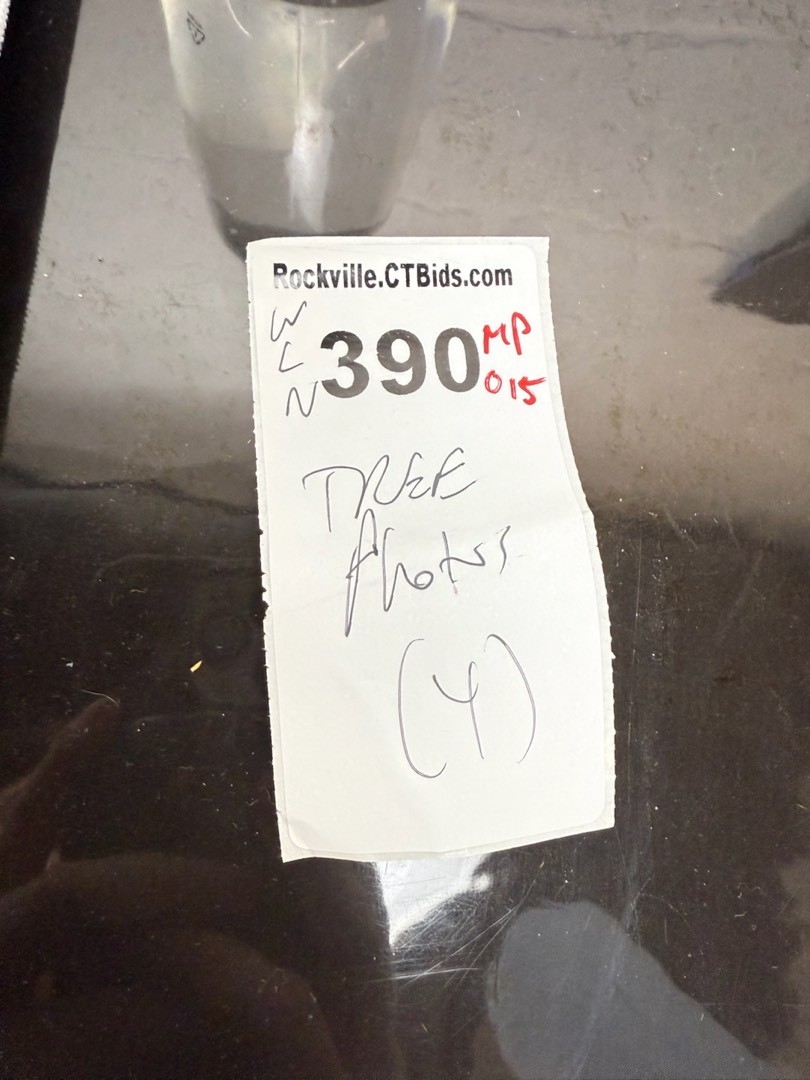 Rockville.CTBids.com
W
L
N
390
MP
015
TREE
Photos
(4)